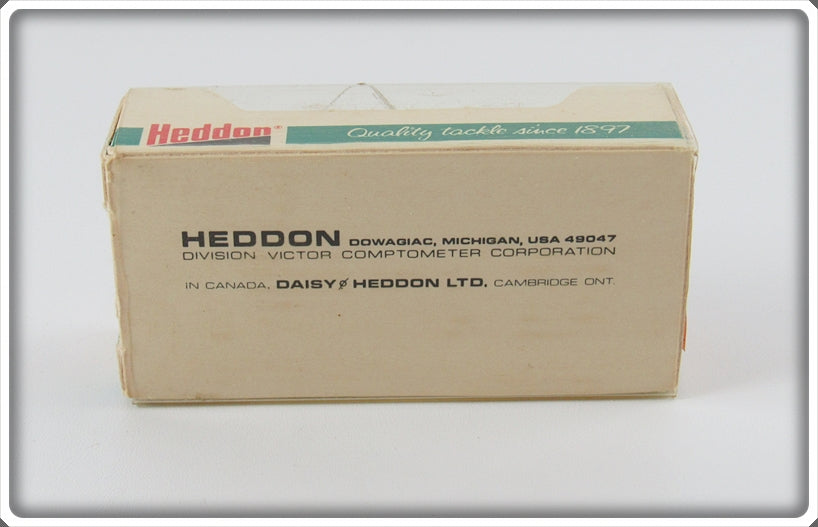 Heddon®
Quality tackle since 1897
HEDDON DOWAGIAC, MICHIGAN, USA 49047
DIVISION VICTOR COMPTOMETER CORPORATION
IN CANADA, DAISY HEDDON LTD. CAMBRIDGE ONT.